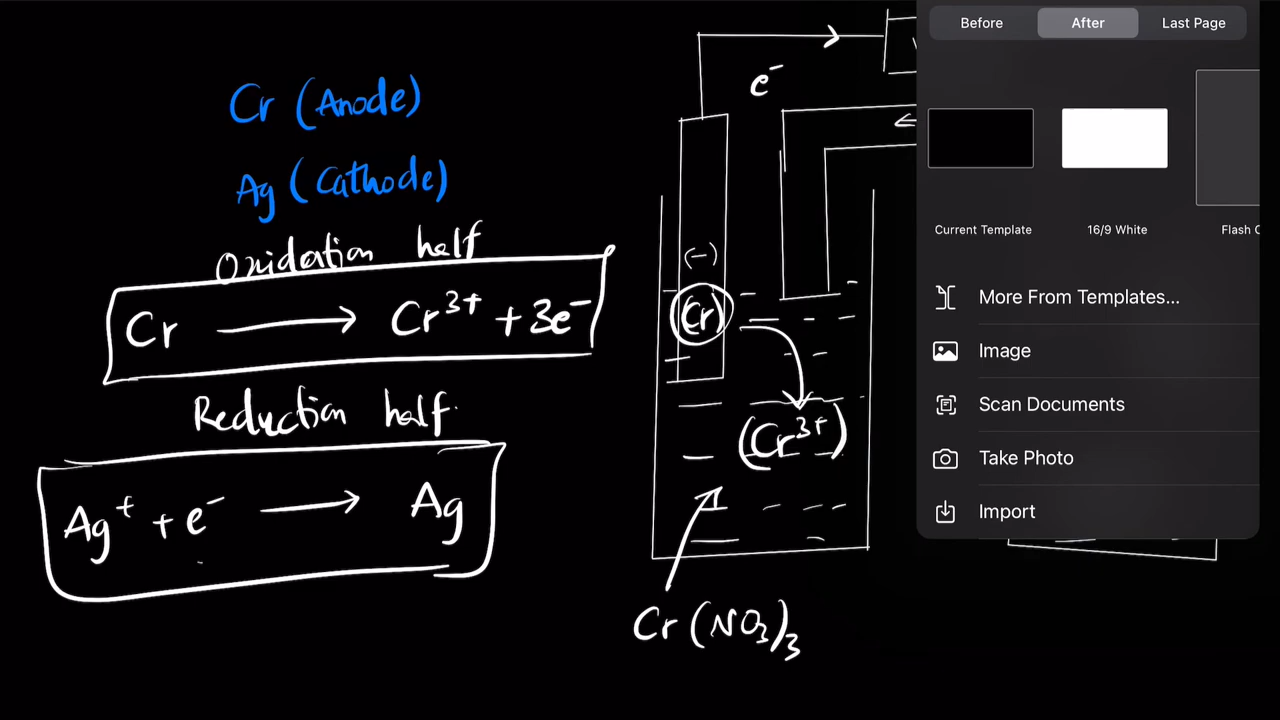 Cr (Anode)
Ag (Cathode)
Oxidation half
Cr ⟶ Cr³⁺ + 3e⁻
Reduction half.
Ag⁺ + e⁻ ⟶ Ag
e⁻
(-)
(Cr)
(Cr³⁺)
Cr(NO₃)₃
Before After Last Page
Current Template 16/9 White Flash
More From Templates...
Image
Scan Documents
Take Photo
Import